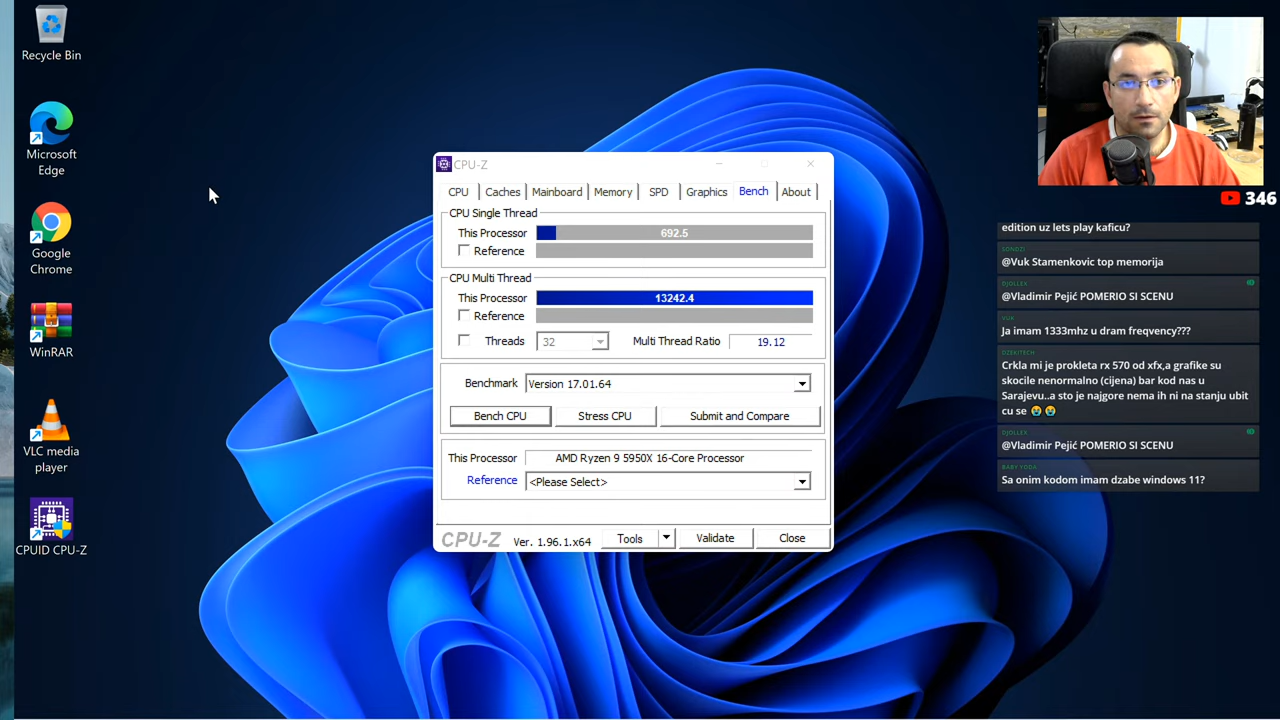 Recycle Bin
Microsoft
Edge
Google
Chrome
WinRAR
VLC media
player
CPUID CPU-Z
CPU-Z
CPU
Caches
Mainboard
Memory
SPD
Graphics
Bench
About
CPU Single Thread
This Processor
692.5
Reference
CPU Multi Thread
This Processor
13242.4
Reference
Threads
32
Multi Thread Ratio
19.12
Benchmark
Version 17.01.64
Bench CPU
Stress CPU
Submit and Compare
This Processor
AMD Ryzen 9 5950X 16-Core Processor
Reference
<Please Select>
CPU-Z
Ver. 1.96.1.x64
Tools
Validate
Close
346
edition uz lets play kaficu?
SONDZI
@Vuk Stamenkovic top memorija
DJOLLEX
@Vladimir Pejić POMERIO SI SCENU
VUK
Ja imam 1333mhz u dram freqvency???
DZEKITECH
Crkla mi je prokleta rx 570 od xfx,a grafike su
skocile nenormalno (cijena) bar kod nas u
Sarajevu..a sto je najgore nema ih ni na stanju ubit
cu se 😭 😭
DJOLLEX
@Vladimir Pejić POMERIO SI SCENU
BABY YODA
Sa onim kodom imam dzabe windows 11?